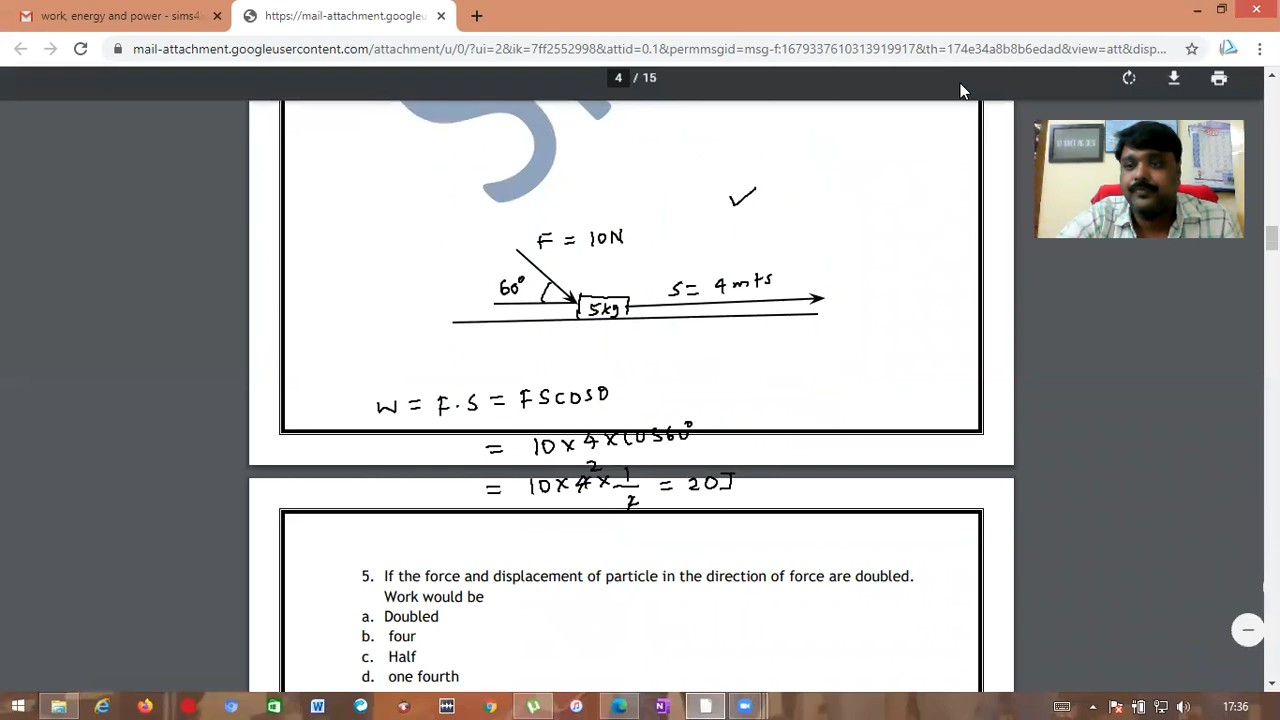 work, energy and power - sims4
https://mail-attachment.googleu
mail-attachment.googleusercontent.com/attachment/u/0/?ui=2&ik=7ff2552998&attid=0.1&permmsgid=msg-f:1679337610313919917&th=174e34a8b8b6edad&view=att&disp...
4 / 15
F = 10N
60°
5kg
S= 4 mts
W = F.S = FScosθ
= 10×4×cos60°
= 10×4²×1/2 = 20J
5. If the force and displacement of particle in the direction of force are doubled.
Work would be
a. Doubled
b. four
c. Half
d. one fourth
17:36